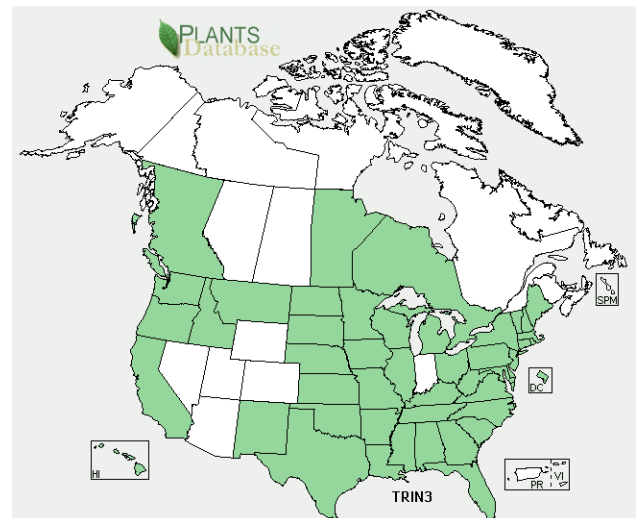 PLANTS
Database
SPM
DC
HI
PR
VI
TRIN3